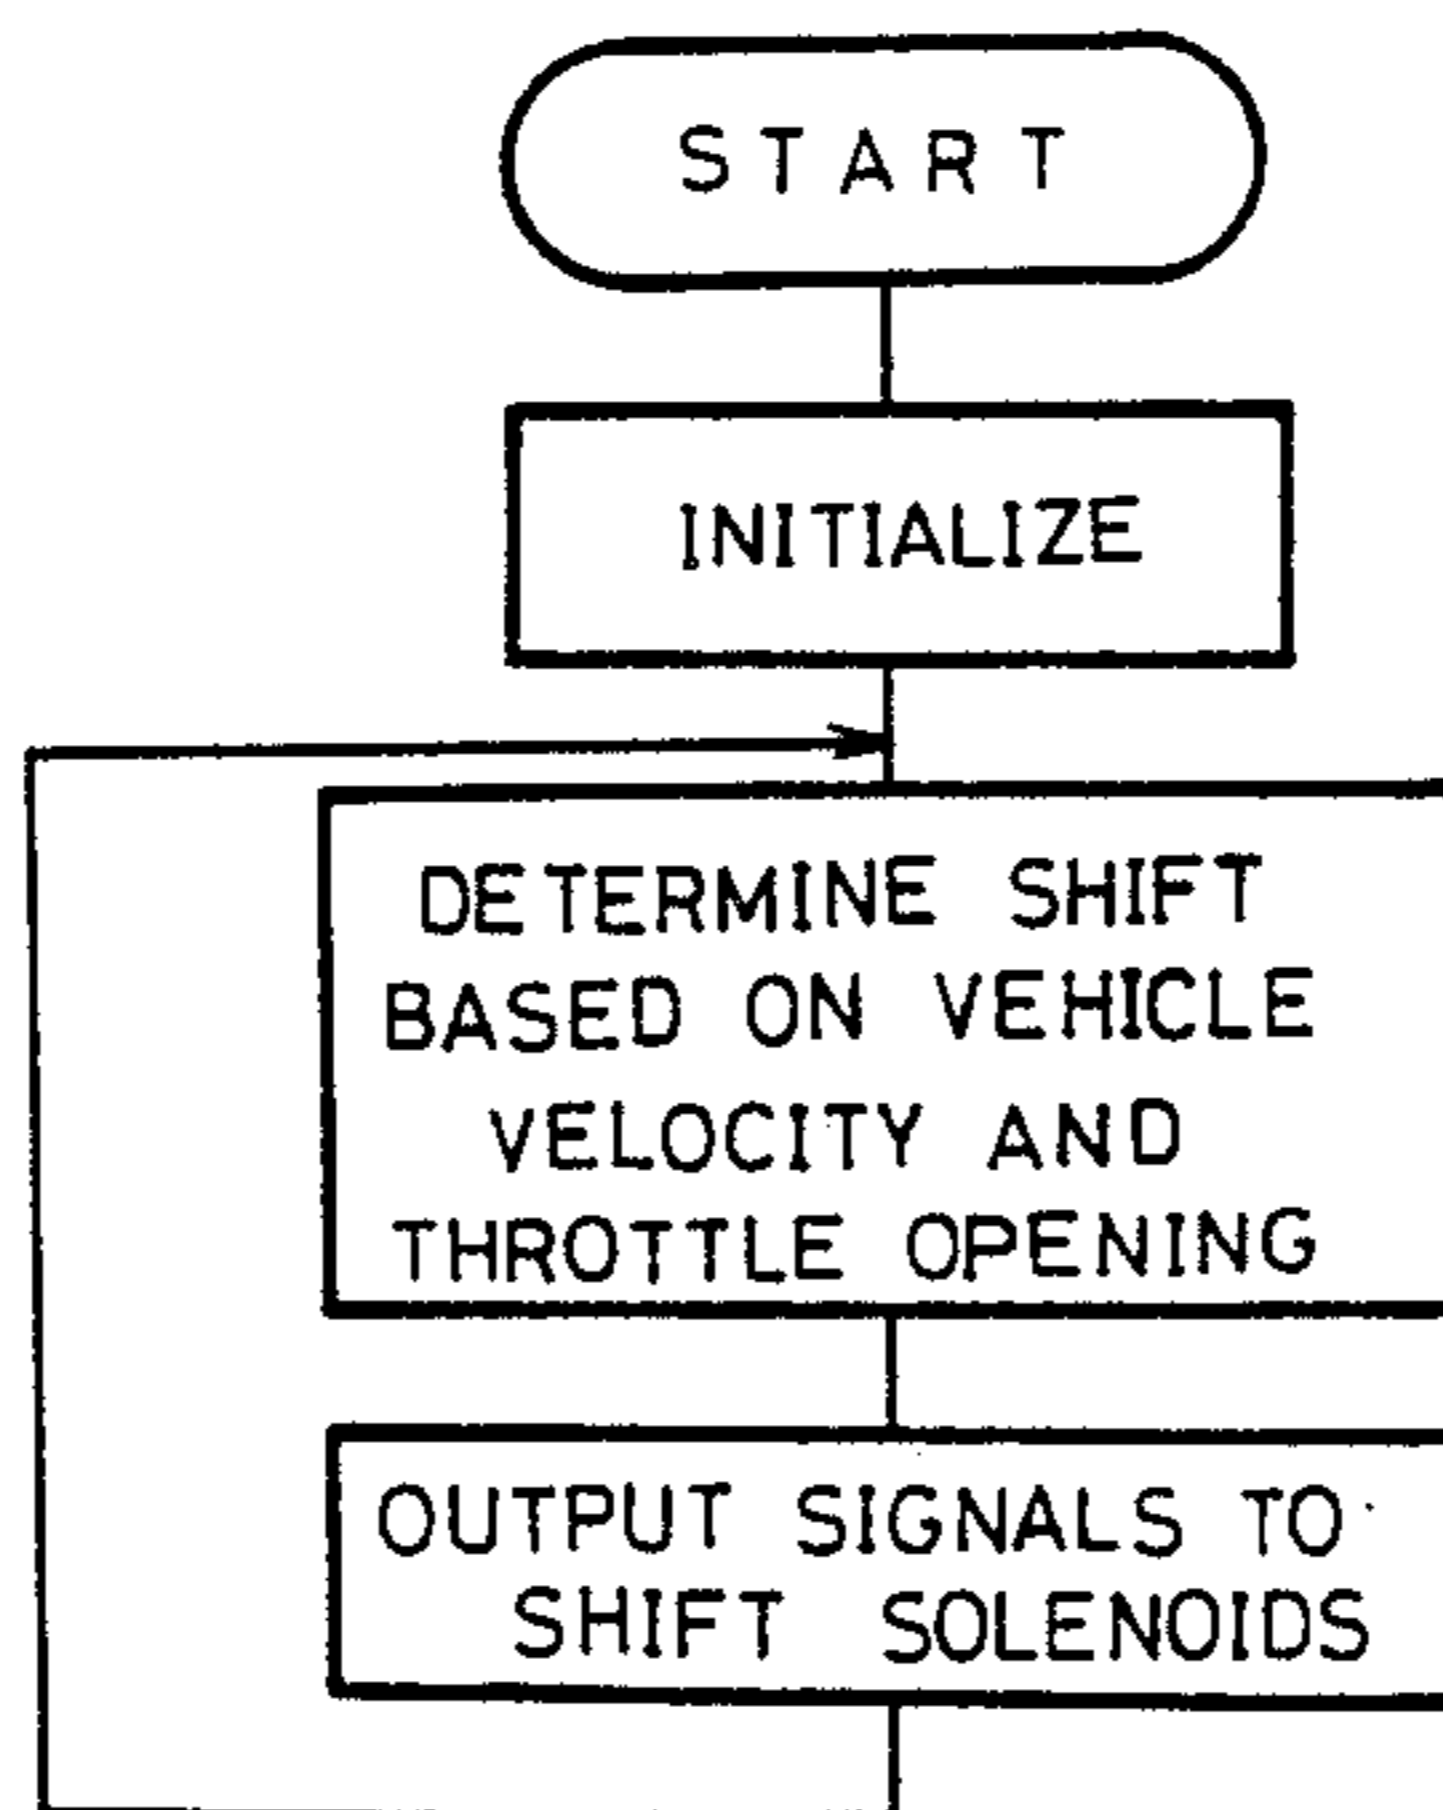 START
INITIALIZE
DETERMINE SHIFT
BASED ON VEHICLE
VELOCITY AND
THROTTLE OPENING
OUTPUT SIGNALS TO
SHIFT SOLENOIDS